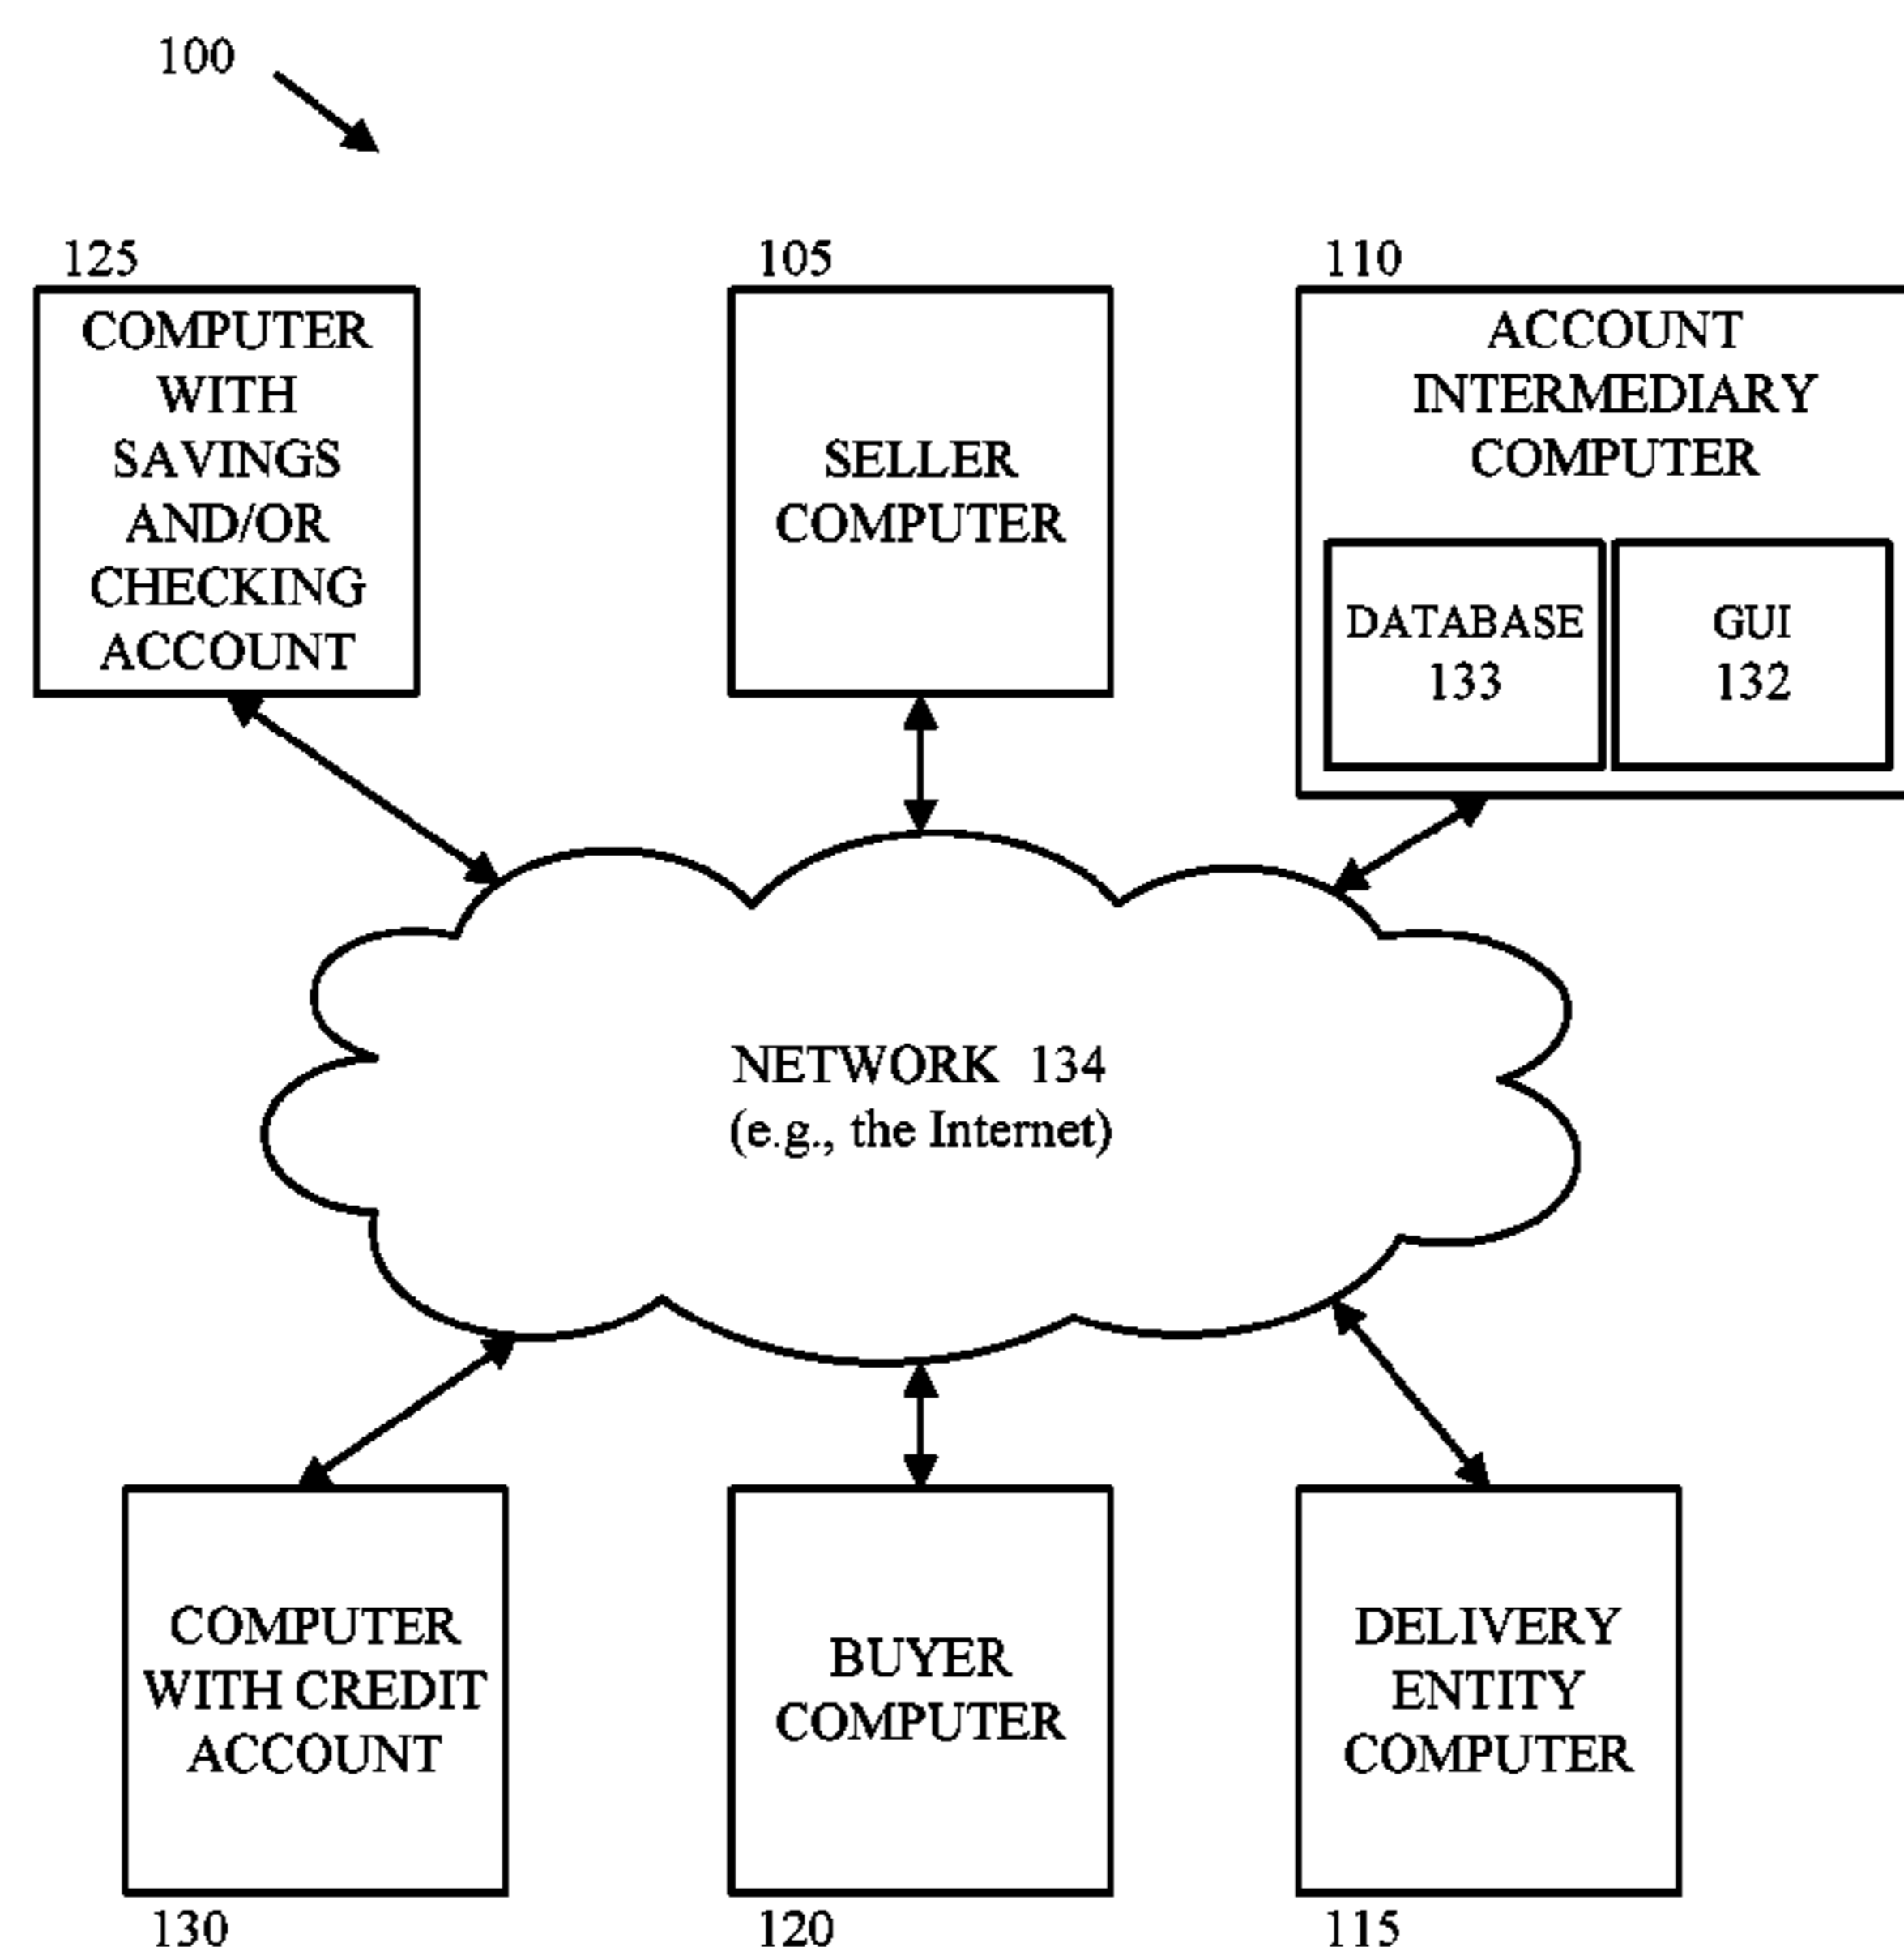 100
125
COMPUTER
WITH
SAVINGS
AND/OR
CHECKING
ACCOUNT
105
SELLER
COMPUTER
110
ACCOUNT
INTERMEDIARY
COMPUTER
DATABASE
133
GUI
132
NETWORK 134
(e.g., the Internet)
COMPUTER
WITH CREDIT
ACCOUNT
130
BUYER
COMPUTER
120
DELIVERY
ENTITY
COMPUTER
115